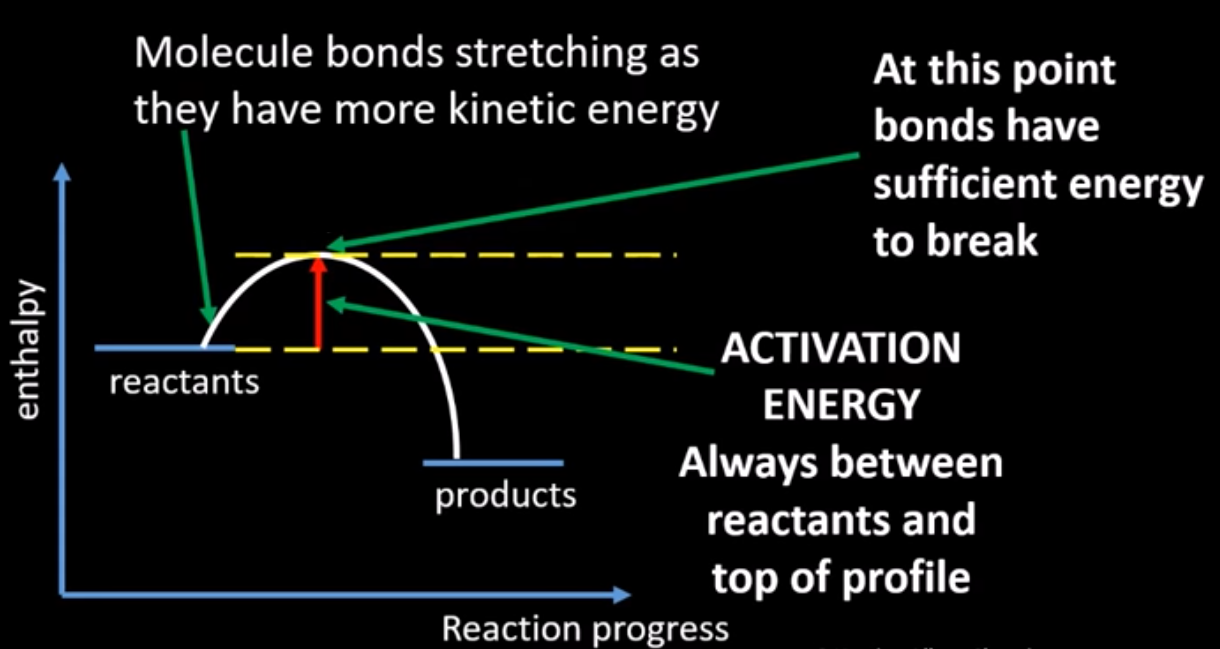 Molecule bonds stretching as
they have more kinetic energy
At this point
bonds have
sufficient energy
to break
enthalpy
reactants
products
ACTIVATION
ENERGY
Always between
reactants and
top of profile
Reaction progress